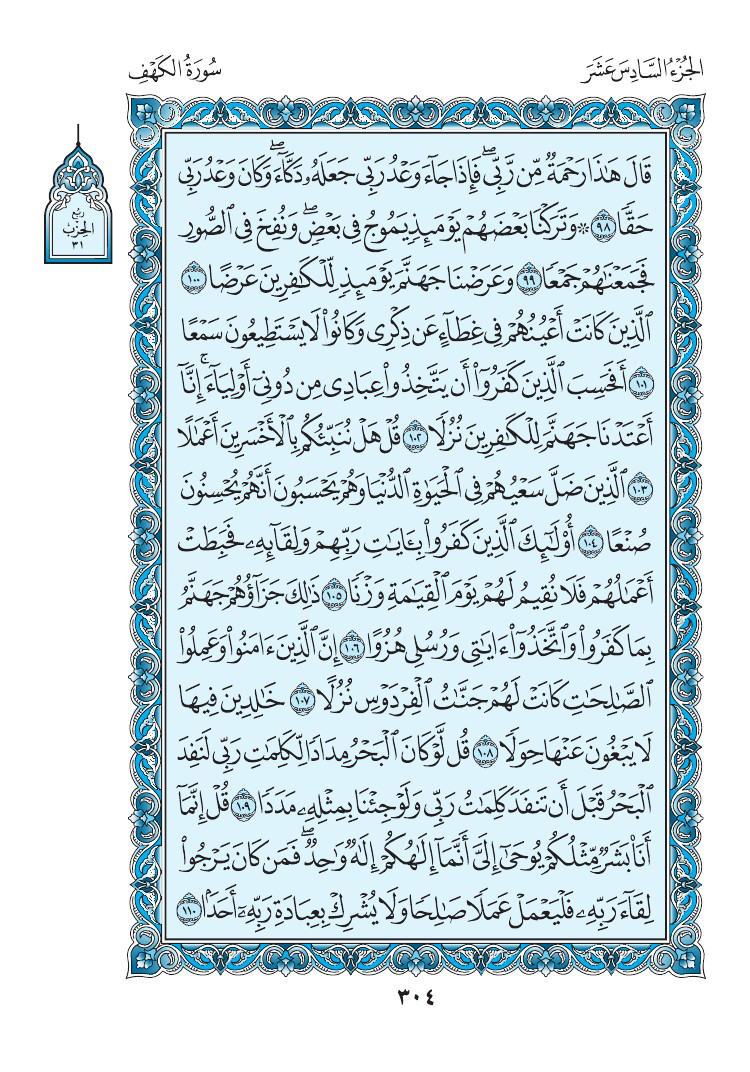 الجُزْءُ السَّادِسَ عَشَرَ
سُورَةُ الكَهْفِ
رُبْعُ
الحِزْبِ
٣١
قَالَ هَٰذَا رَحْمَةٌ مِّن رَّبِّي ۖ فَإِذَا جَآءَ وَعْدُ رَبِّي جَعَلَهُۥ دَكَّآءَ ۖ وَكَانَ وَعْدُ رَبِّي
حَقًّا ٩٨ ۞ وَتَرَكْنَا بَعْضَهُمْ يَوْمَئِذٍ يَمُوجُ فِي بَعْضٍ ۖ وَنُفِخَ فِي ٱلصُّورِ
فَجَمَعْنَٰهُمْ جَمْعًا ٩٩ وَعَرَضْنَا جَهَنَّمَ يَوْمَئِذٍ لِّلْكَٰفِرِينَ عَرْضًا ١٠٠
ٱلَّذِينَ كَانَتْ أَعْيُنُهُمْ فِي غِطَآءٍ عَن ذِكْرِي وَكَانُوا۟ لَا يَسْتَطِيعُونَ سَمْعًا
١٠١ أَفَحَسِبَ ٱلَّذِينَ كَفَرُوٓا۟ أَن يَتَّخِذُوا۟ عِبَادِي مِن دُونِيٓ أَوْلِيَآءَ ۚ إِنَّآ
أَعْتَدْنَا جَهَنَّمَ لِلْكَٰفِرِينَ نُزُلًا ١٠٢ قُلْ هَلْ نُنَبِّئُكُم بِٱلْأَخْسَرِينَ أَعْمَٰلًا
١٠٣ ٱلَّذِينَ ضَلَّ سَعْيُهُمْ فِي ٱلْحَيَوٰةِ ٱلدُّنْيَا وَهُمْ يَحْسَبُونَ أَنَّهُمْ يُحْسِنُونَ
صُنْعًا ١٠٤ أُو۟لَٰٓئِكَ ٱلَّذِينَ كَفَرُوا۟ بِـَٔايَٰتِ رَبِّهِمْ وَلِقَآئِهِۦ فَحَبِطَتْ
أَعْمَٰلُهُمْ فَلَا نُقِيمُ لَهُمْ يَوْمَ ٱلْقِيَٰمَةِ وَزْنًا ١٠٥ ذَٰلِكَ جَزَآؤُهُمْ جَهَنَّمُ
بِمَا كَفَرُوا۟ وَٱتَّخَذُوٓا۟ ءَايَٰتِي وَرُسُلِي هُزُوًا ١٠٦ إِنَّ ٱلَّذِينَ ءَامَنُوا۟ وَعَمِلُوا۟
ٱلصَّٰلِحَٰتِ كَانَتْ لَهُمْ جَنَّٰتُ ٱلْفِرْدَوْسِ نُزُلًا ١٠٧ خَٰلِدِينَ فِيهَا
لَا يَبْغُونَ عَنْهَا حِوَلًا ١٠٨ قُل لَّوْ كَانَ ٱلْبَحْرُ مِدَادًا لِّكَلِمَٰتِ رَبِّي لَنَفِدَ
ٱلْبَحْرُ قَبْلَ أَن تَنفَدَ كَلِمَٰتُ رَبِّي وَلَوْ جِئْنَا بِمِثْلِهِۦ مَدَدًا ١٠٩ قُلْ إِنَّمَآ
أَنَا۠ بَشَرٌ مِّثْلُكُمْ يُوحَىٰٓ إِلَيَّ أَنَّمَآ إِلَٰهُكُمْ إِلَٰهٌ وَٰحِدٌ ۖ فَمَن كَانَ يَرْجُوا۟
لِقَآءَ رَبِّهِۦ فَلْيَعْمَلْ عَمَلًا صَٰلِحًا وَلَا يُشْرِكْ بِعِبَادَةِ رَبِّهِۦٓ أَحَدًۢا ١١٠
٣٠٤